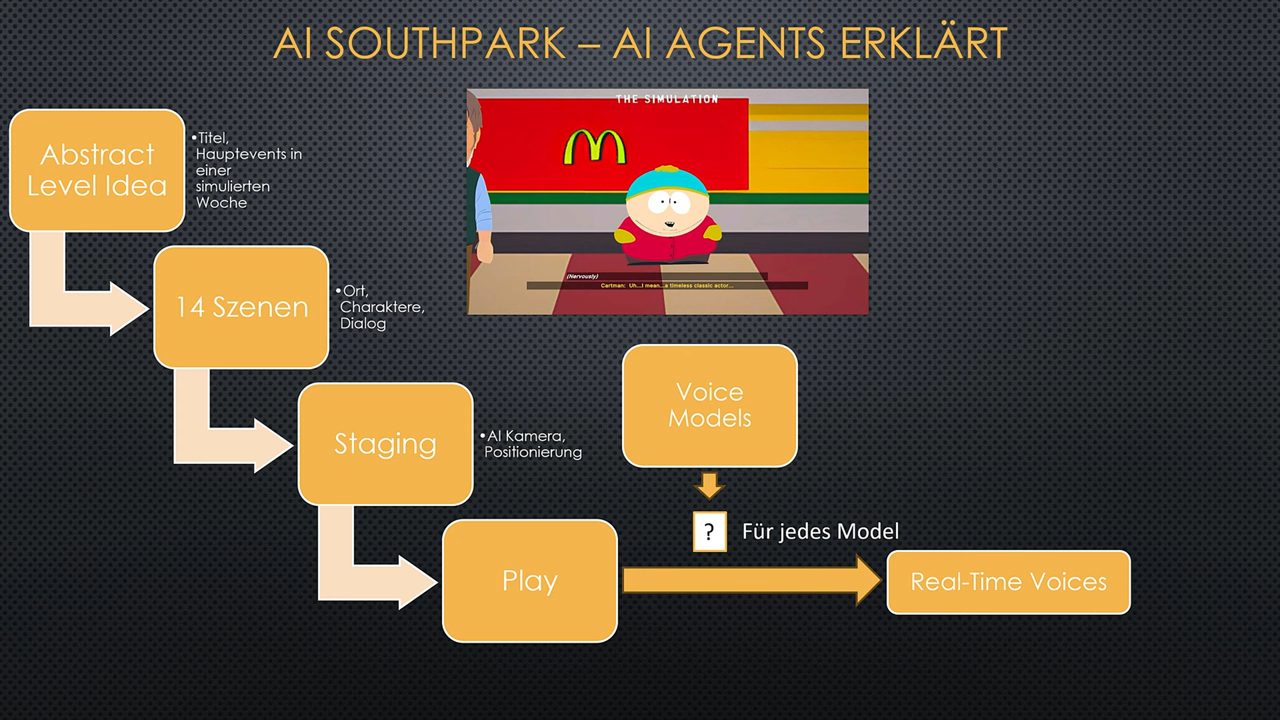 AI SOUTHPARK – AI AGENTS ERKLÄRT
THE SIMULATION
Abstract
Level Idea
•Titel,
Hauptevents in
einer
simulierten
Woche
14 Szenen
•Ort,
Charaktere,
Dialog
(Nervously)
Cartman: Uh...I mean...a timeless classic actor...
Staging
•AI Kamera,
Positionierung
Voice
Models
?
Für jedes Model
Play
Real-Time Voices